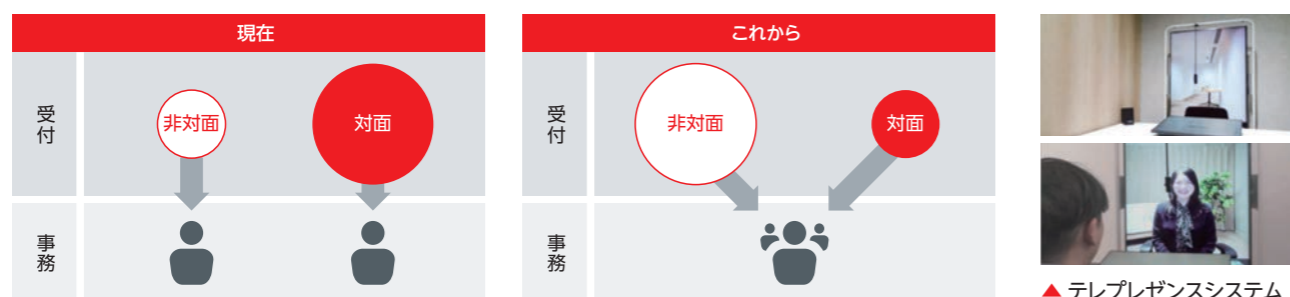 現在
受付
非対面
対面
事務
これから
受付
非対面
対面
事務
▲ テレプレゼンスシステム